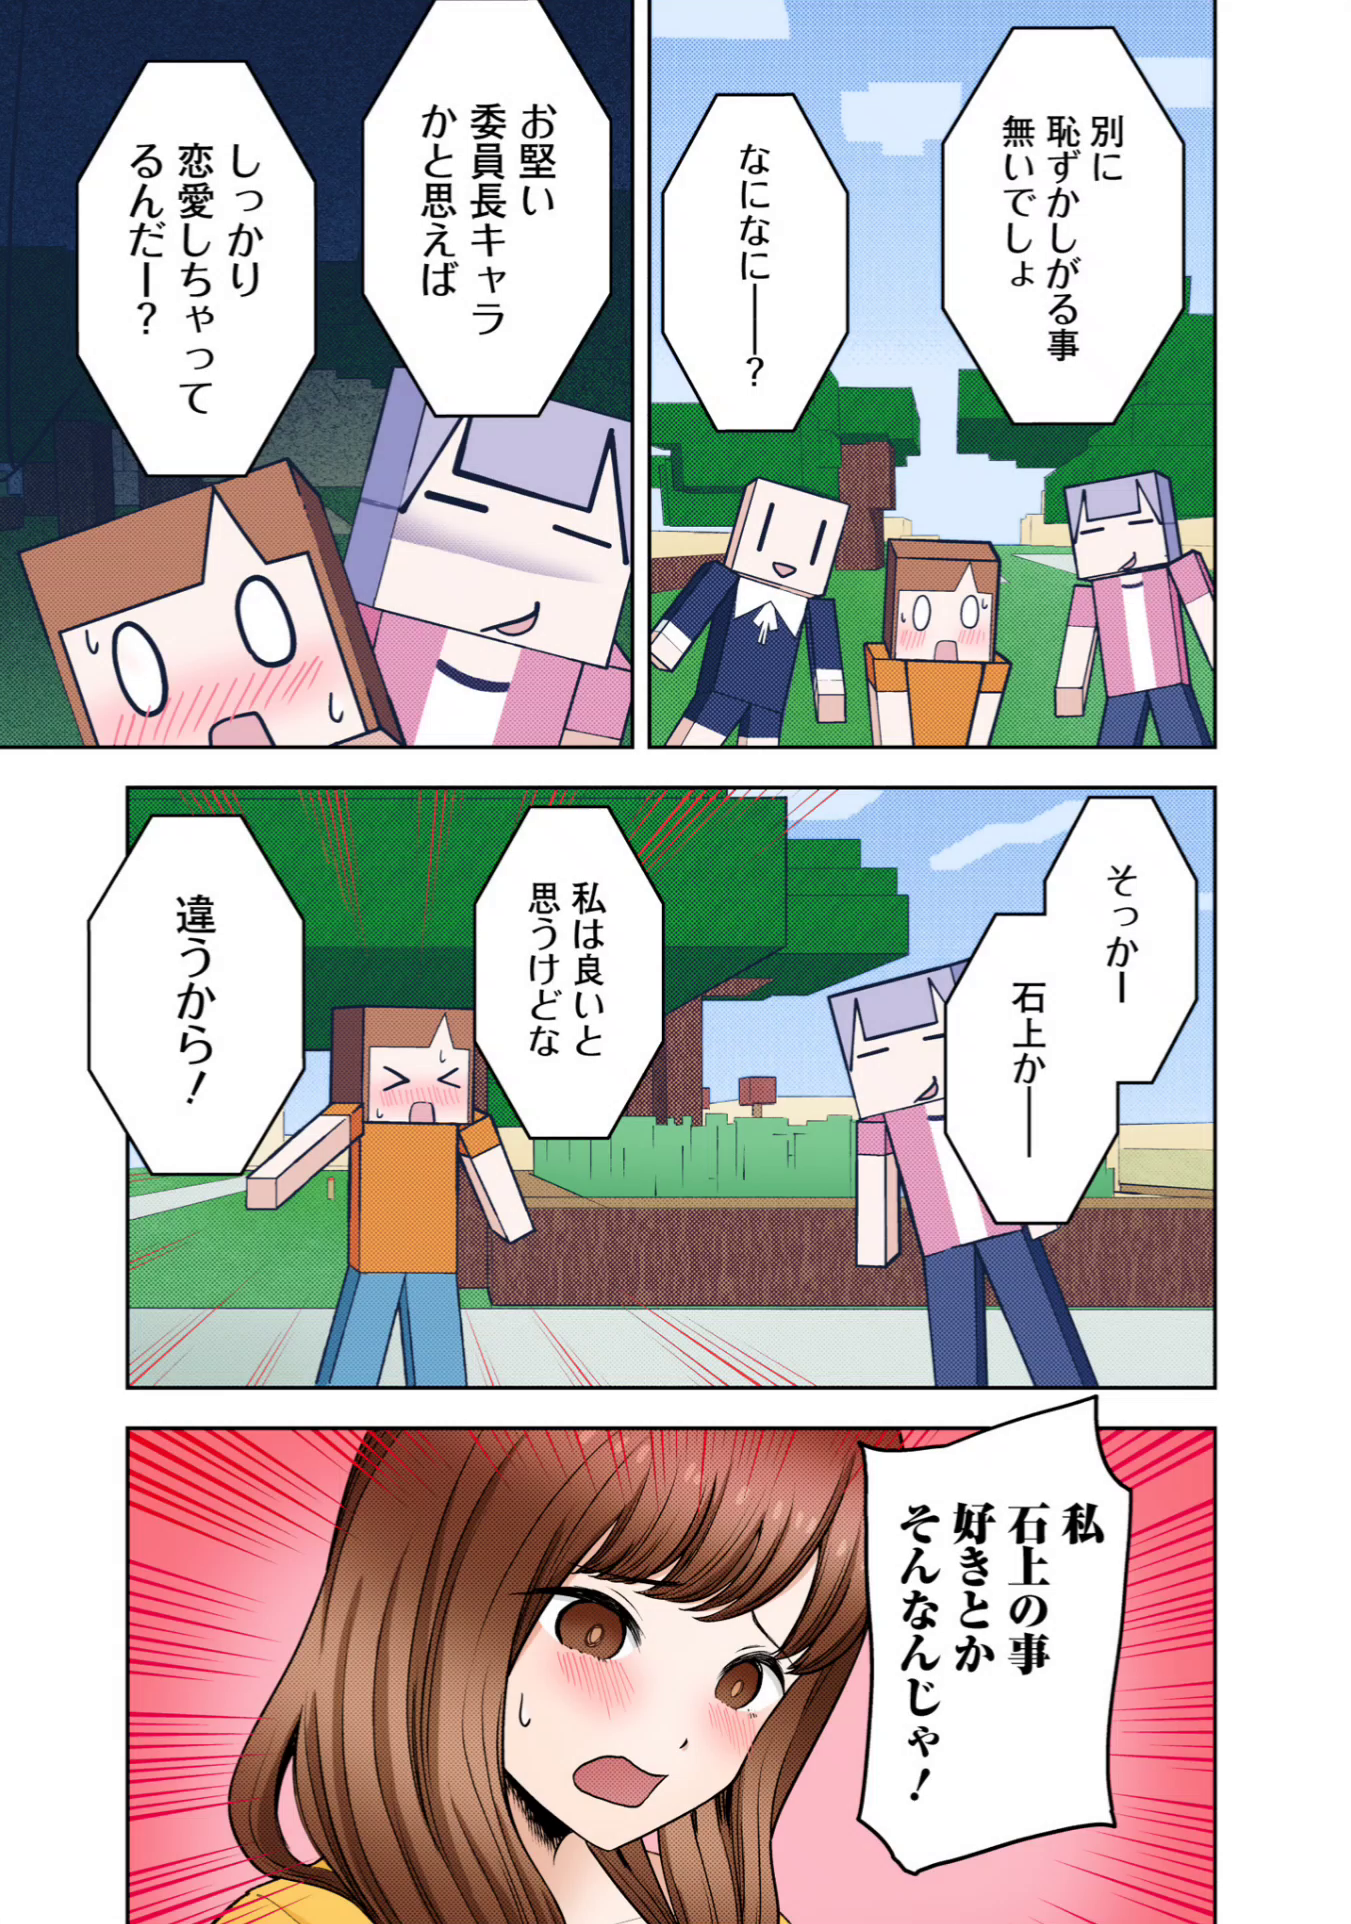 別に
恥ずかしがる事
無いでしょ
なになに――?
お堅い
委員長キャラ
かと思えば
しっかり
恋愛しちゃって
るんだー?
そっかー
石上か――
私は良いと
思うけどな
違うから!
私
石上の事
好きとか
そんなんじゃ!